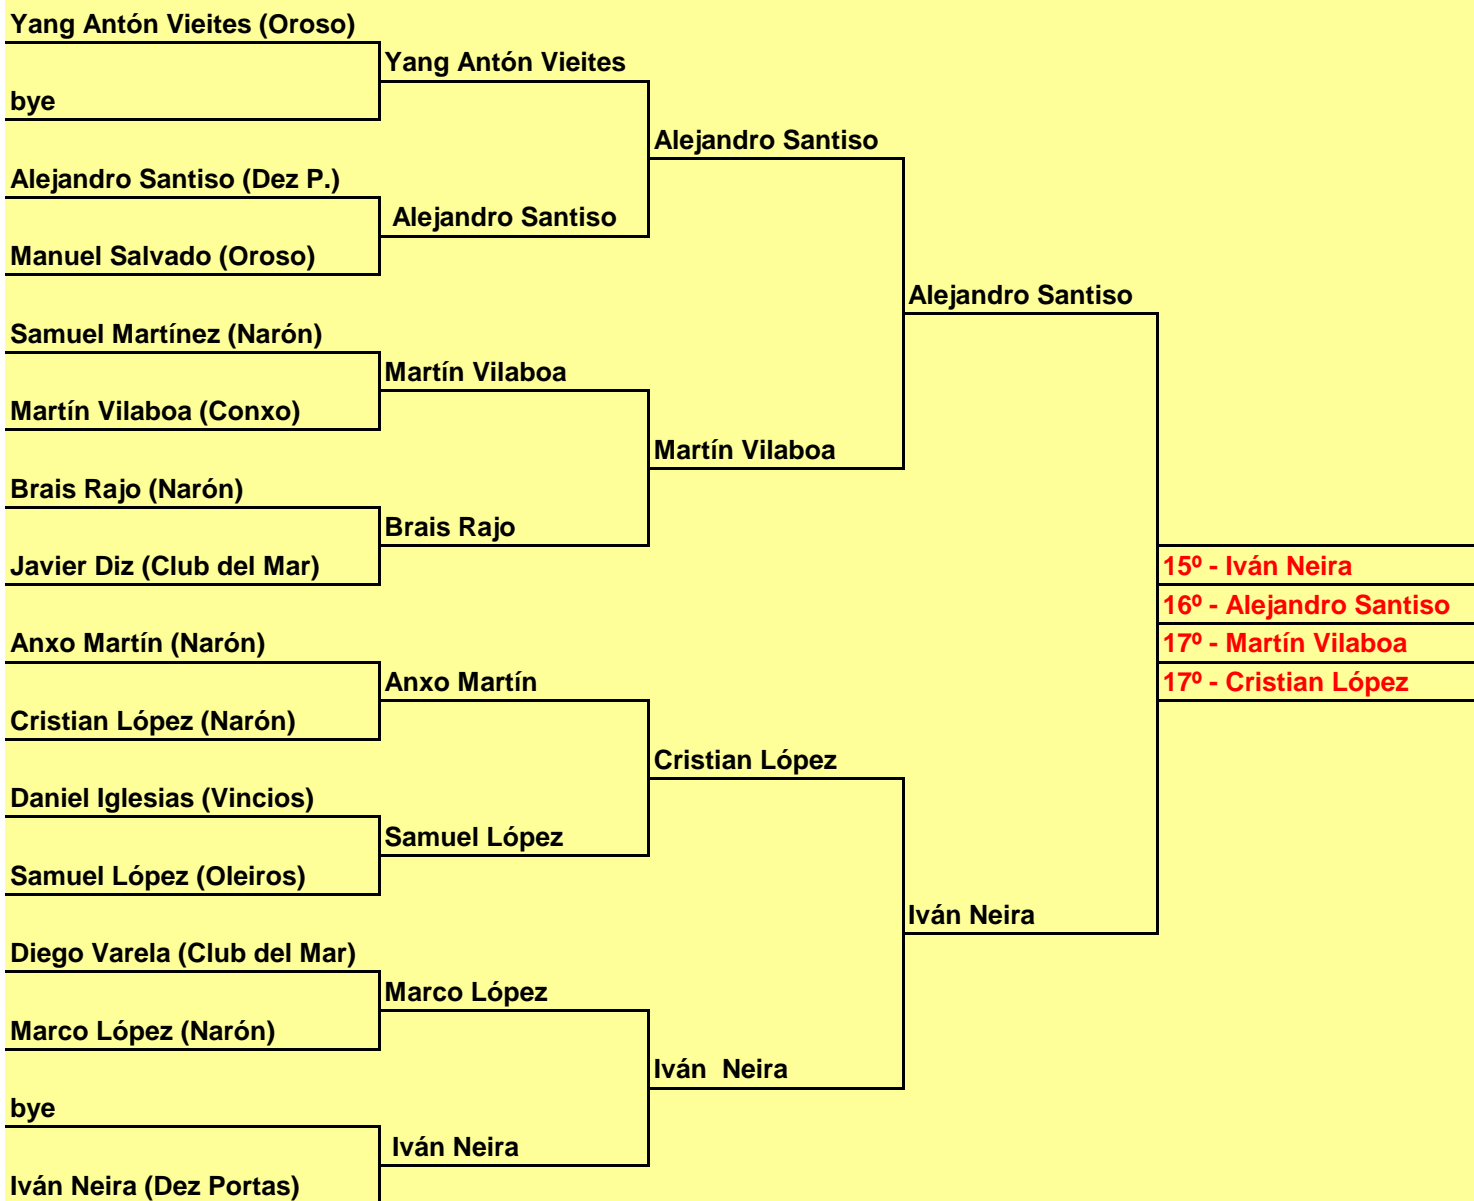 Yang Antón Vieites (Oroso)
Yang Antón Vieites
bye
Alejandro Santiso
Alejandro Santiso (Dez P.)
Alejandro Santiso
Manuel Salvado (Oroso)
Alejandro Santiso
Samuel Martínez (Narón)
Martín Vilaboa
Martín Vilaboa (Conxo)
Martín Vilaboa
Brais Rajo (Narón)
Brais Rajo
Javier Diz (Club del Mar)
15º - Iván Neira
16º - Alejandro Santiso
17º - Martín Vilaboa
17º - Cristian López
Anxo Martín (Narón)
Anxo Martín
Cristian López (Narón)
Cristian López
Daniel Iglesias (Vincios)
Samuel López
Samuel López (Oleiros)
Iván Neira
Diego Varela (Club del Mar)
Marco López
Marco López (Narón)
Iván  Neira
bye
Iván Neira
Iván Neira (Dez Portas)